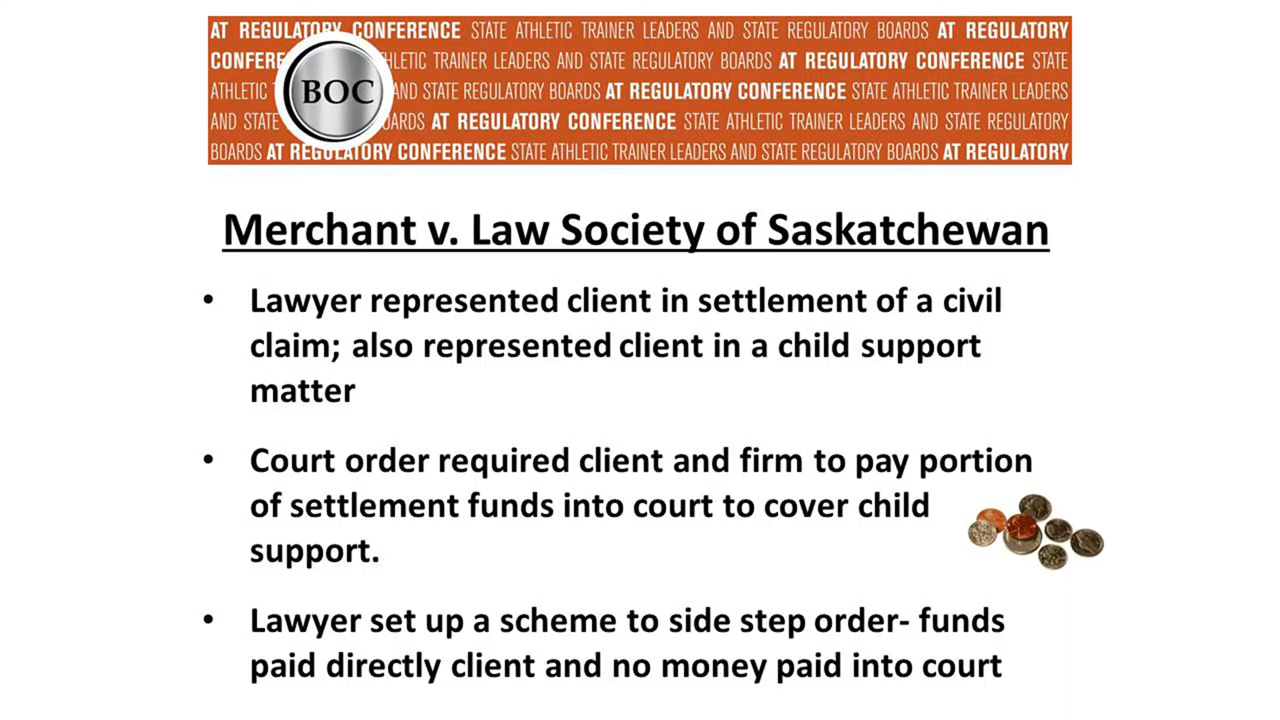 AT REGULATORY CONFERENCE STATE ATHLETIC TRAINER LEADERS AND STATE REGULATORY BOARDS AT REGULATORY
CONFERE HLETIC TRAINER LEADERS AND STATE REGULATORY BOARDS AT REGULATORY CONFERENCE STATE
ATHLETIC T AND STATE REGULATORY BOARDS AT REGULATORY CONFERENCE STATE ATHLETIC TRAINER LEADERS
AND STATE OARDS AT REGULATORY CONFERENCE STATE ATHLETIC TRAINER LEADERS AND STATE REGULATORY
BOARDS AT REGULATORY CONFERENCE STATE ATHLETIC TRAINER LEADERS AND STATE REGULATORY BOARDS AT REGULATORY
BOC
Merchant v. Law Society of Saskatchewan
• Lawyer represented client in settlement of a civil
claim; also represented client in a child support
matter
• Court order required client and firm to pay portion
of settlement funds into court to cover child
support.
• Lawyer set up a scheme to side step order- funds
paid directly client and no money paid into court